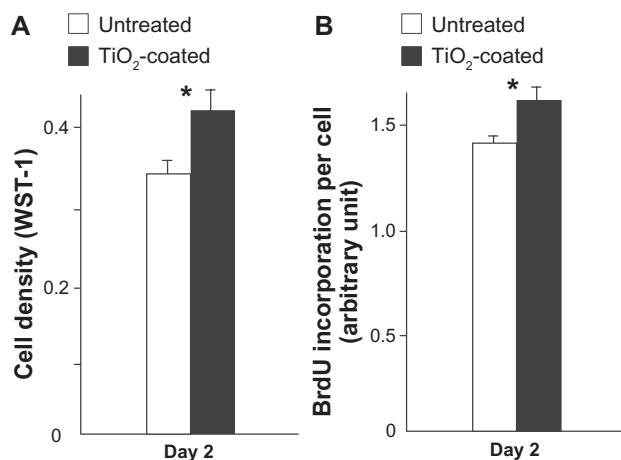 A
Untreated
TiO₂-coated
Cell density (WST-1)
0.4
0.2
0
*
Day 2
B
Untreated
TiO₂-coated
BrdU incorporation per cell
(arbitrary unit)
1.5
1.0
0.5
0
*
Day 2